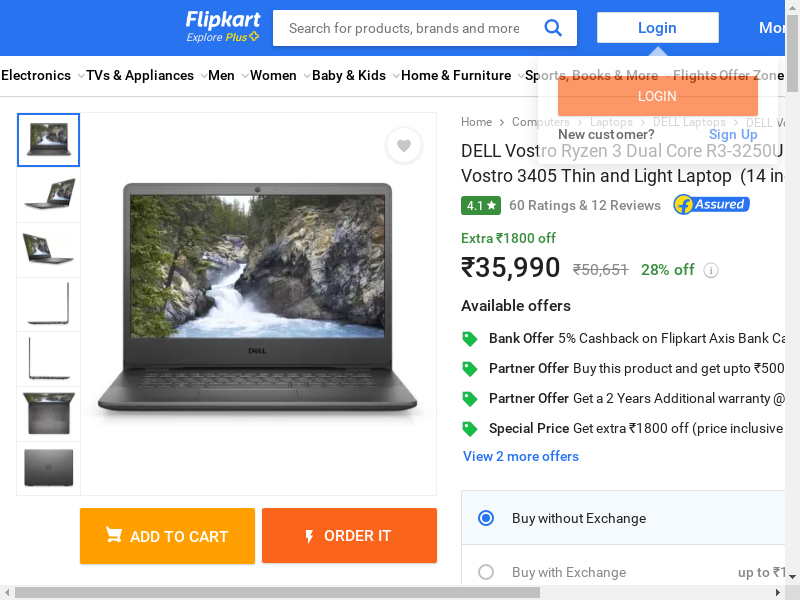 Flipkart
Explore Plus
Search for products, brands and more
Login
Electronics
TVs & Appliances
Men
Women
Baby & Kids
Home & Furniture
Sports, Books & More
Flights
Offer Zone
LOGIN
New customer?
Sign Up
Home
Computers
Laptops
DELL Laptops
DELL
DELL Vostro Ryzen 3 Dual Core R3-3250U
Vostro 3405 Thin and Light Laptop (14 in
4.1
60 Ratings & 12 Reviews
Assured
Extra ₹1800 off
₹35,990 ₹50,651 28% off i
Available offers
Bank Offer 5% Cashback on Flipkart Axis Bank
Partner Offer Buy this product and get upto ₹500
Partner Offer Get a 2 Years Additional warranty @
Special Price Get extra ₹1800 off (price inclusive
View 2 more offers
Buy without Exchange
Buy with Exchange
up to
DELL
ADD TO CART
ORDER IT